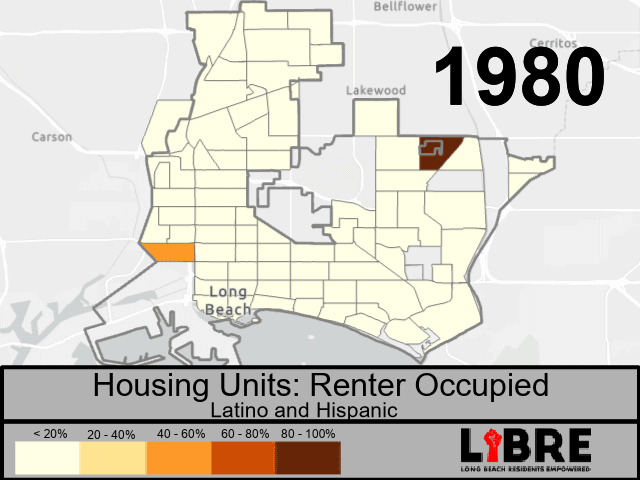 Bellflower
Cerritos
1980
Lakewood
Carson
Long
Beach
Housing Units: Renter Occupied
Latino and Hispanic
< 20% 20 - 40% 40 - 60% 60 - 80% 80 - 100%
LIBRE
LONG BEACH RESIDENTS EMPOWERED